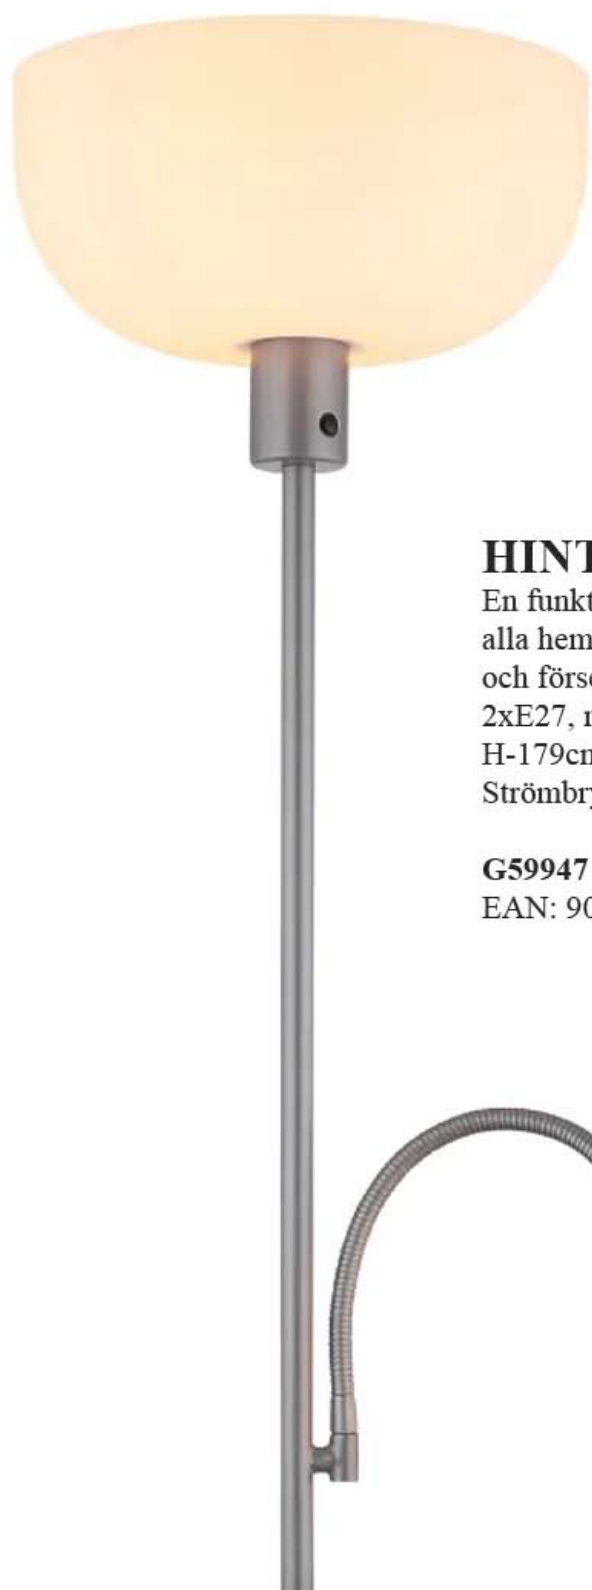 HINT
En funkt
alla hem
och förse
2xE27, 
H-179cm
Strömbry
G59947
EAN: 90